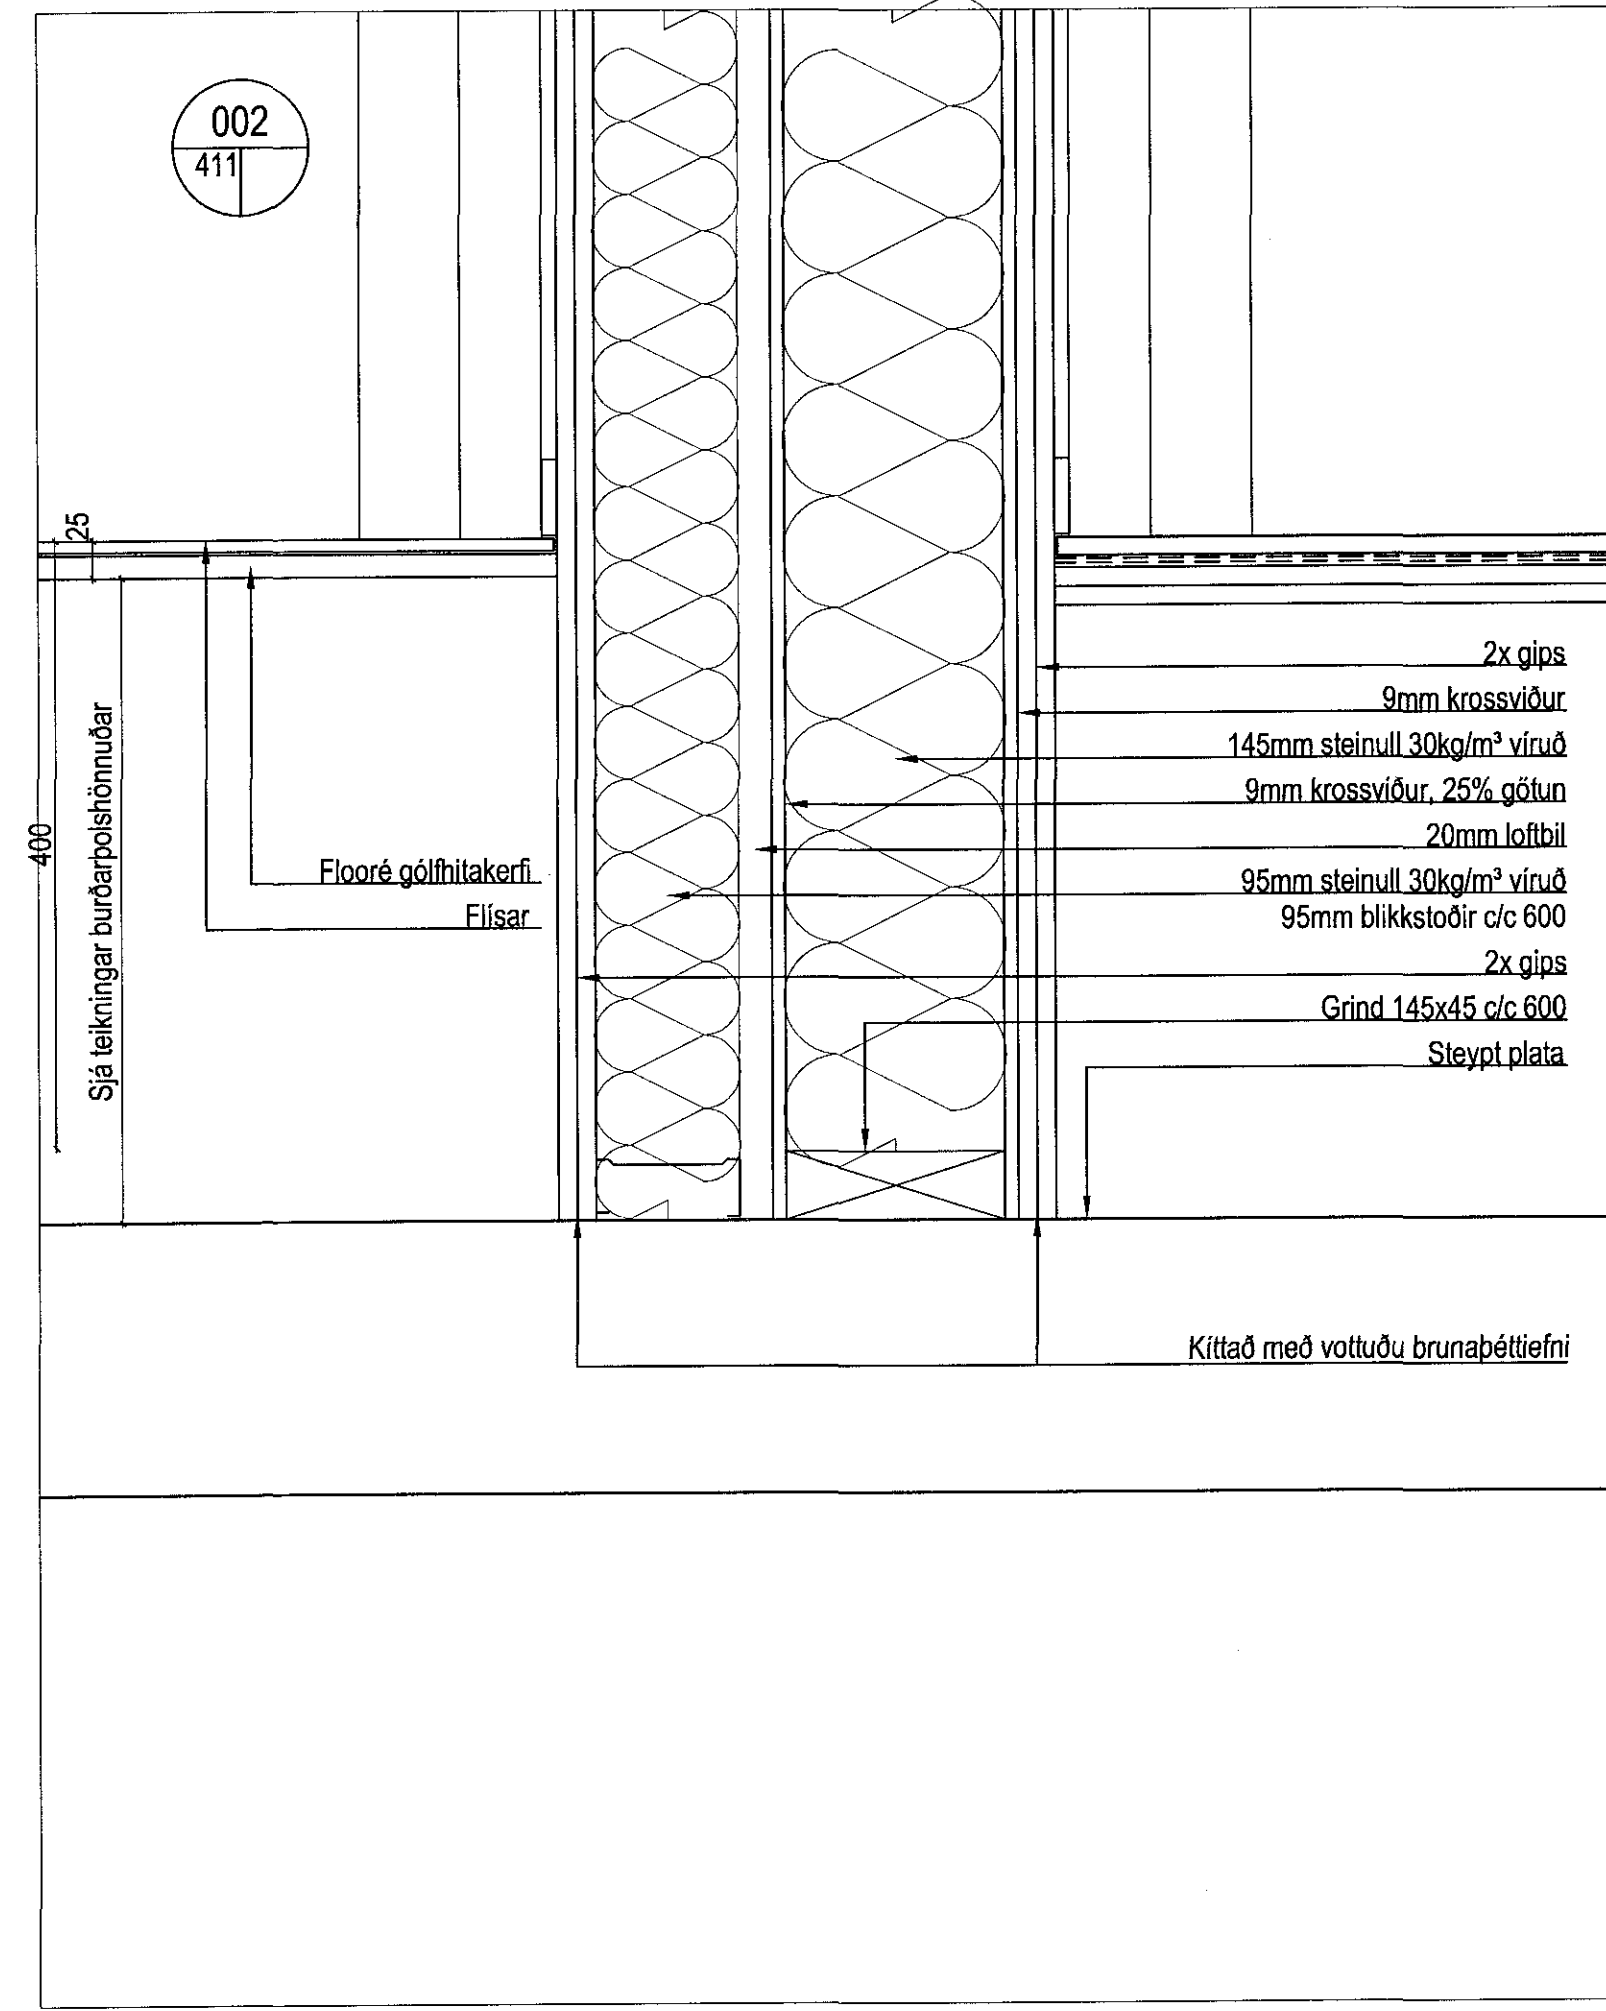 002
411
25
400
Sjá teikningar burðarþolshönnuðar
Flooré gólfhitakerfi
Flísar
2x gips
9mm krossviður
145mm steinull 30kg/m³ víruð
9mm krossvíður, 25% götun
20mm loftbil
95mm steinull 30kg/m³ víruð
95mm blikkstoðir c/c 600
2x gips
Grind 145x45 c/c 600
Steypt plata
Kíttað með vottuðu brunaþéttiefni